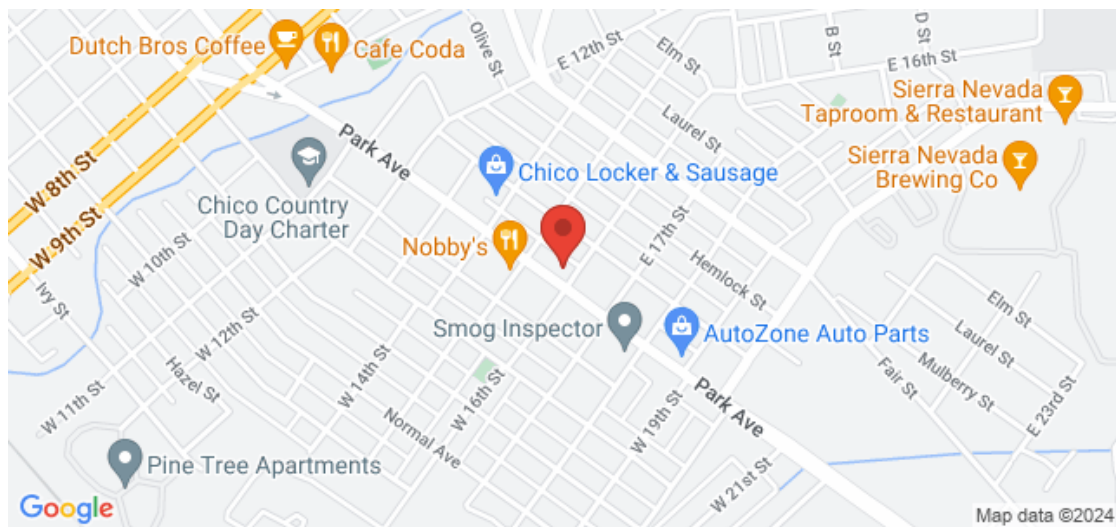 Dutch Bros Coffee
Cafe Coda
Olive St
E 12th St
Elm St
B St
D St
E 16th St
Sierra Nevada
Taproom & Restaurant
Laurel St
Park Ave
W 8th St
W 9th St
Chico Country
Day Charter
Chico Locker & Sausage
Sierra Nevada
Brewing Co
Nobby's
E 17th St
Hemlock St
W 10th St
Ivy St
W 12th St
Smog Inspector
AutoZone Auto Parts
Elm St
Laurel St
Mulberry St
Fair St
E 23rd St
Hazel St
W 11th St
W 14th St
W 16th St
Normal Ave
W 19th St
Park Ave
W 21st St
Pine Tree Apartments
Google
Map data ©2024